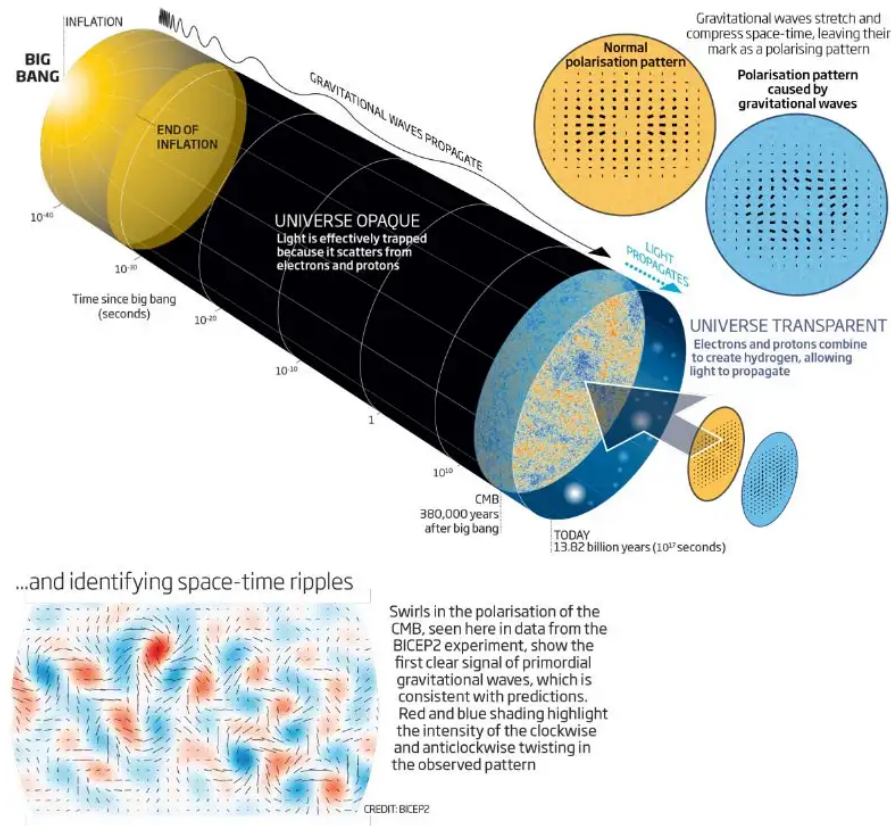 INFLATION
BIG
BANG
END OF
INFLATION
GRAVITATIONAL WAVES PROPAGATE
Gravitational waves stretch and
compress space-time, leaving their
mark as a polarising pattern
Normal
polarisation pattern
Polarisation pattern
caused by
gravitational waves
UNIVERSE OPAQUE
Light is effectively trapped
because it scatters from
electrons and protons
LIGHT
PROPAGATES
10⁻⁴⁰
10⁻³⁰
10⁻²⁰
10⁻¹⁰
1
10¹⁰
Time since big bang
(seconds)
UNIVERSE TRANSPARENT
Electrons and protons combine
to create hydrogen, allowing
light to propagate
CMB
380,000 years
after big bang
TODAY
13.82 billion years (10¹⁷ seconds)
...and identifying space-time ripples
Swirls in the polarisation of the
CMB, seen here in data from the
BICEP2 experiment, show the
first clear signal of primordial
gravitational waves, which is
consistent with predictions.
Red and blue shading highlight
the intensity of the clockwise
and anticlockwise twisting in
the observed pattern
CREDIT: BICEP2